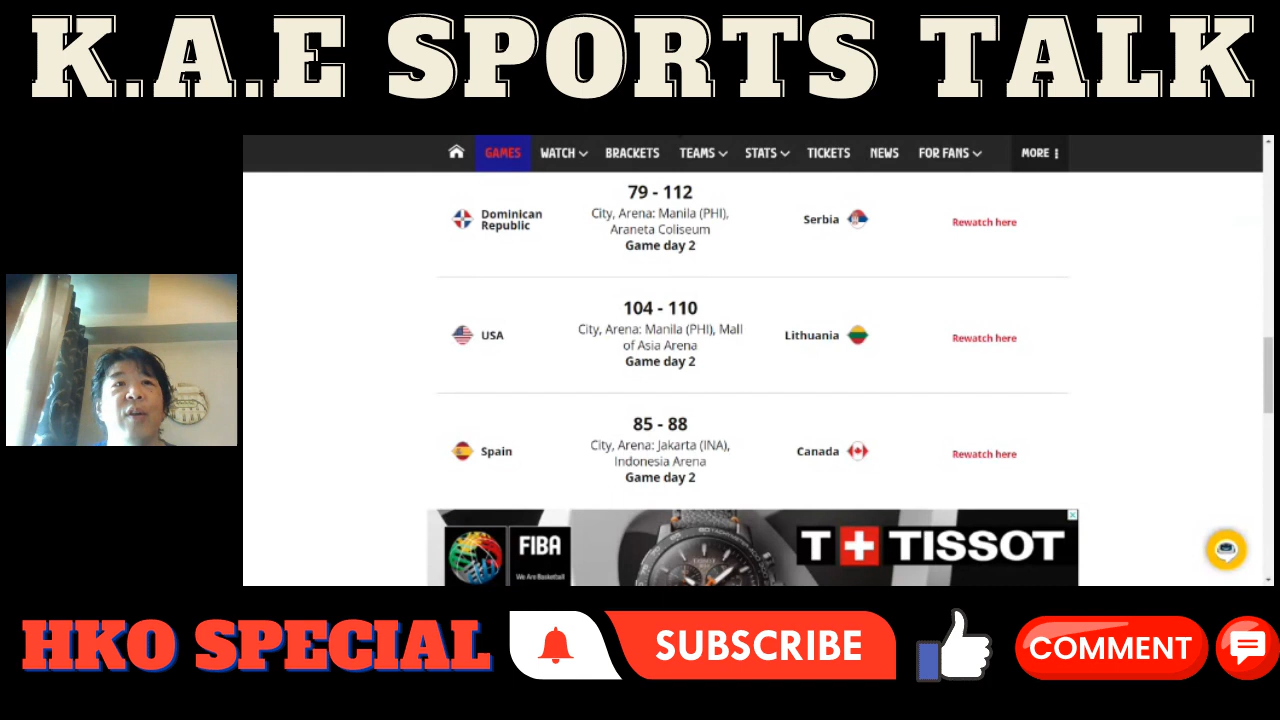 K.A.E SPORTS TALK
GAMES WATCH BRACKETS TEAMS STATS TICKETS NEWS FOR FANS MORE
79 - 112
Dominican Republic
City, Arena: Manila (PHI),
Araneta Coliseum
Game day 2
Serbia
Rewatch here
104 - 110
USA
City, Arena: Manila (PHI), Mall
of Asia Arena
Game day 2
Lithuania
Rewatch here
85 - 88
Spain
City, Arena: Jakarta (INA),
Indonesia Arena
Game day 2
Canada
Rewatch here
FIBA
We Are Basketball
T+ TISSOT
HKO SPECIAL
SUBSCRIBE
COMMENT